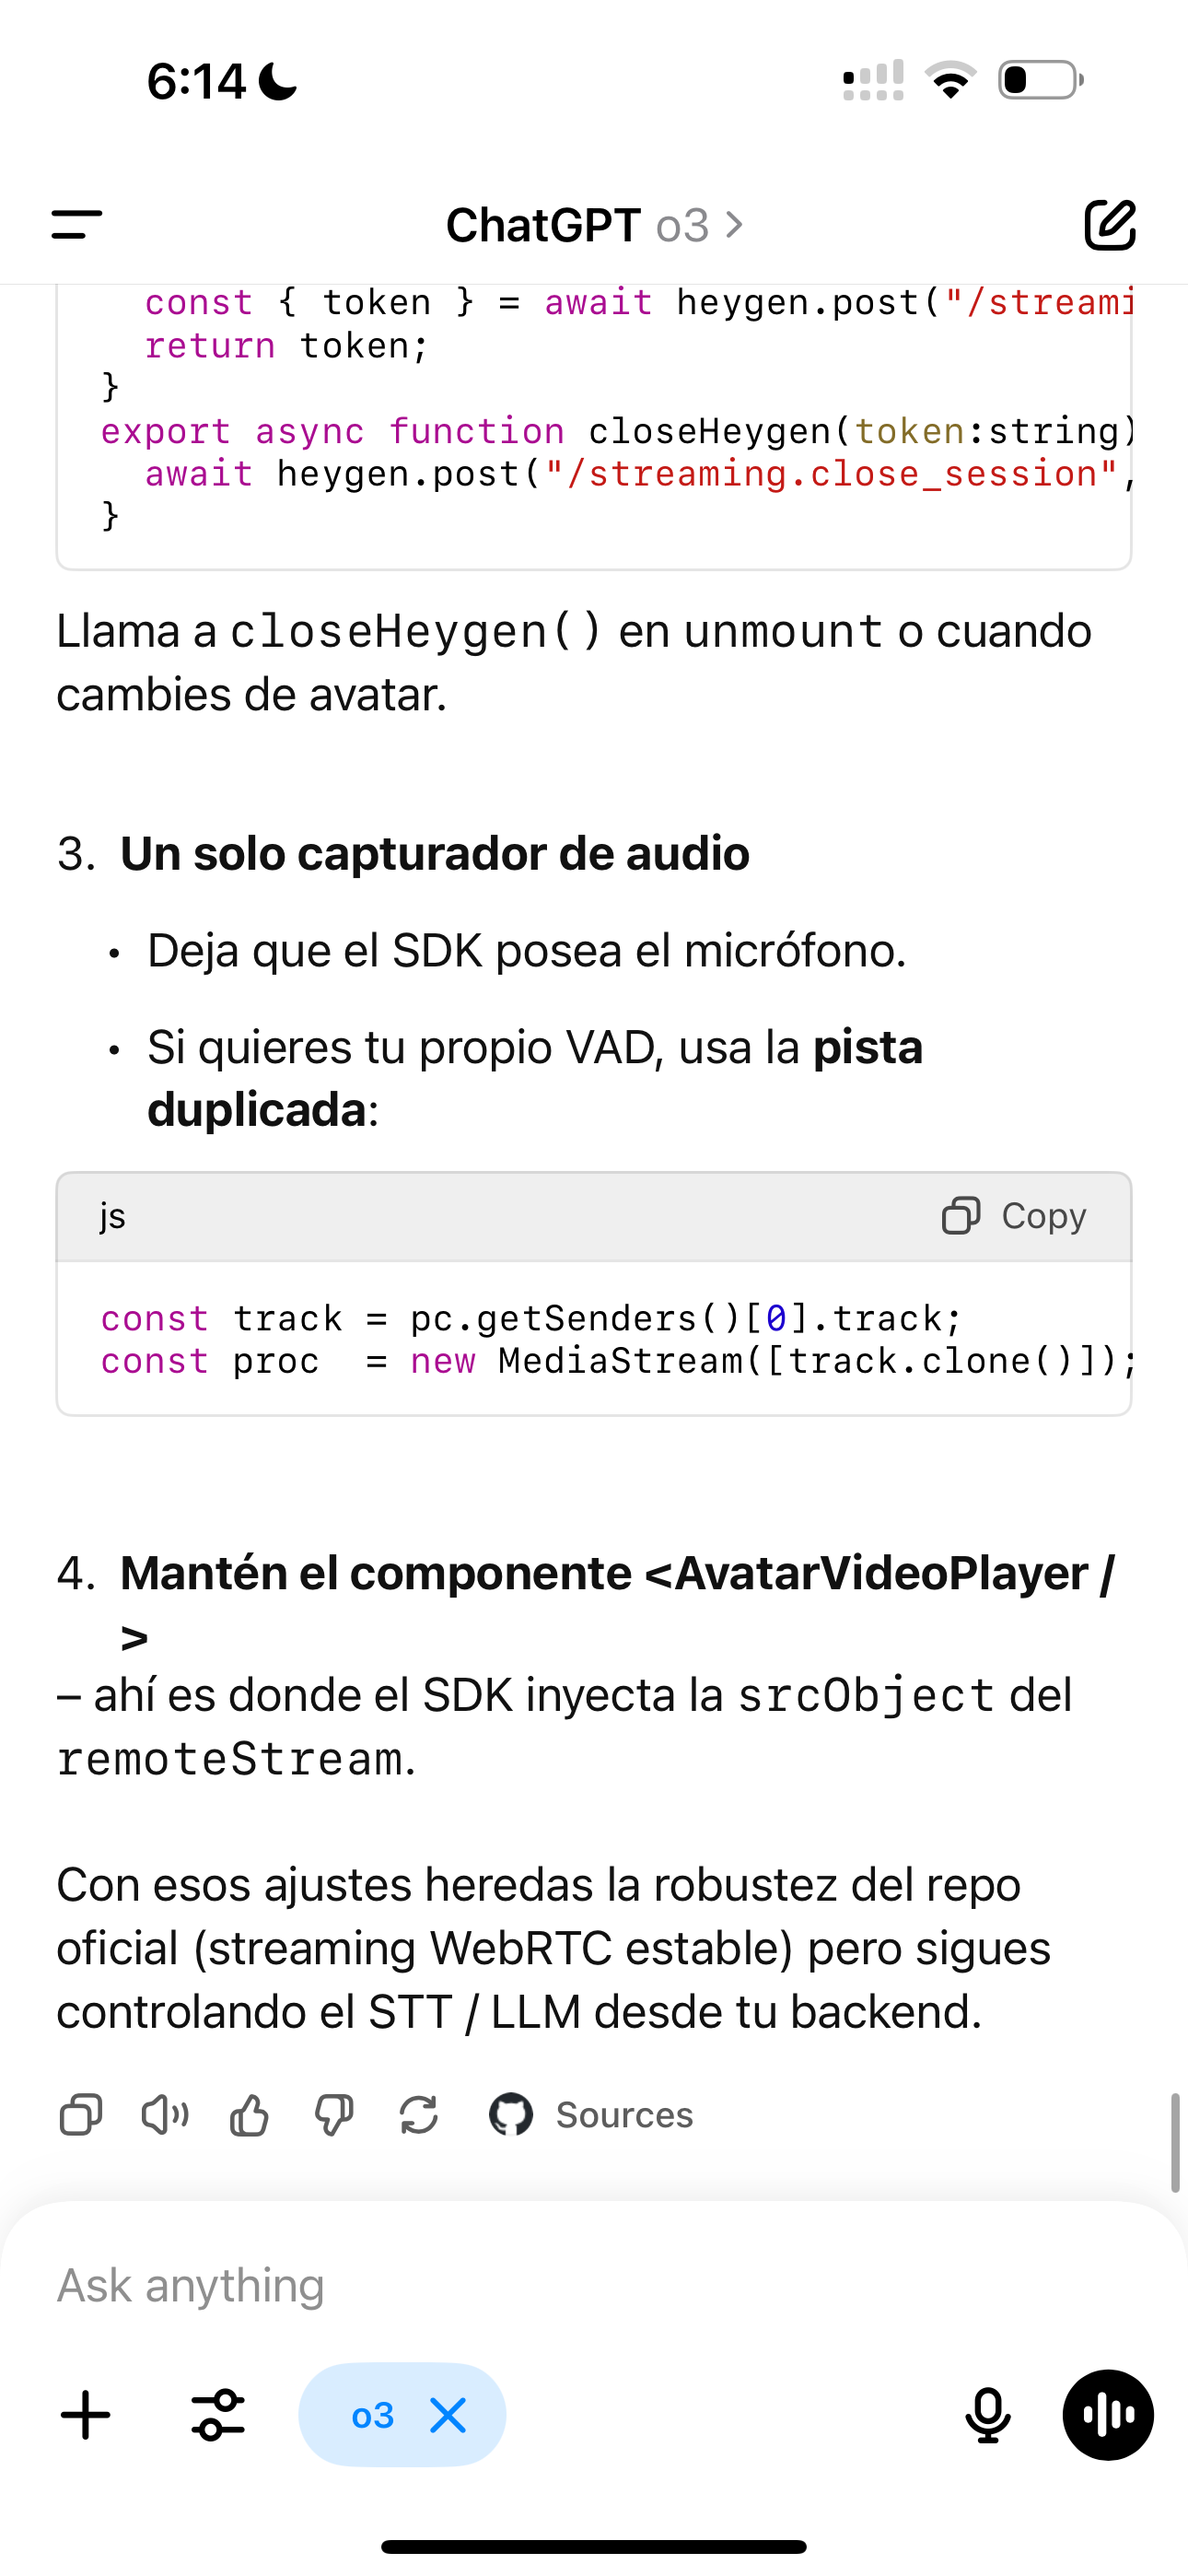 6:14
ChatGPT o3 >
const { token } = await heygen.post("/streami
return token;
}
export async function closeHeygen(token:string)
await heygen.post("/streaming.close_session",
}
Llama a closeHeygen() en unmount o cuando
cambies de avatar.
3. Un solo capturador de audio
• Deja que el SDK posea el micrófono.
• Si quieres tu propio VAD, usa la pista
duplicada:
js
Copy
const track = pc.getSenders()[0].track;
const proc  = new MediaStream([track.clone()]);
4. Mantén el componente <AvatarVideoPlayer /
>
– ahí es donde el SDK inyecta la srcObject del
remoteStream.
Con esos ajustes heredas la robustez del repo
oficial (streaming WebRTC estable) pero sigues
controlando el STT / LLM desde tu backend.
Sources
Ask anything
o3